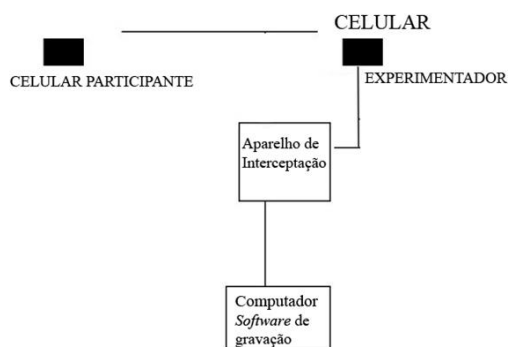 CELULAR
CELULAR PARTICIPANTE
EXPERIMENTADOR
Aparelho de
Interceptação
Computador
Software de
gravação